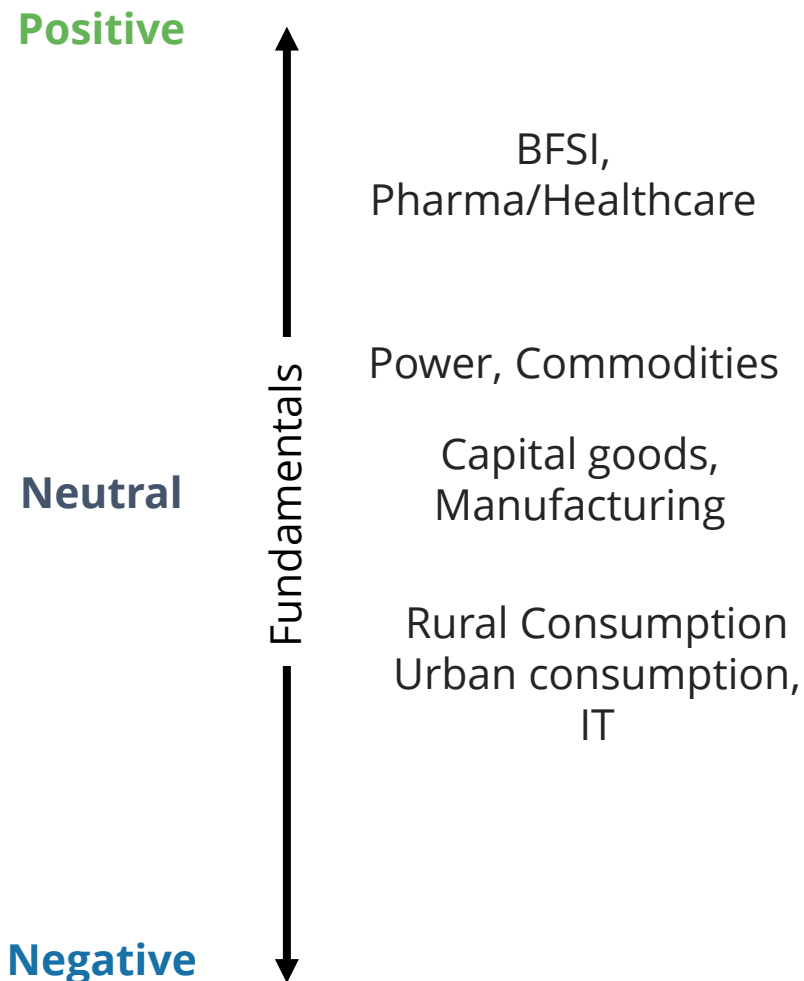 Positive
BFSI,
Pharma/Healthcare
Power, Commodities
Fundamentals
Capital goods,
Neutral
Manufacturing
Rural Consumption
Urban consumption,
IT
Negative